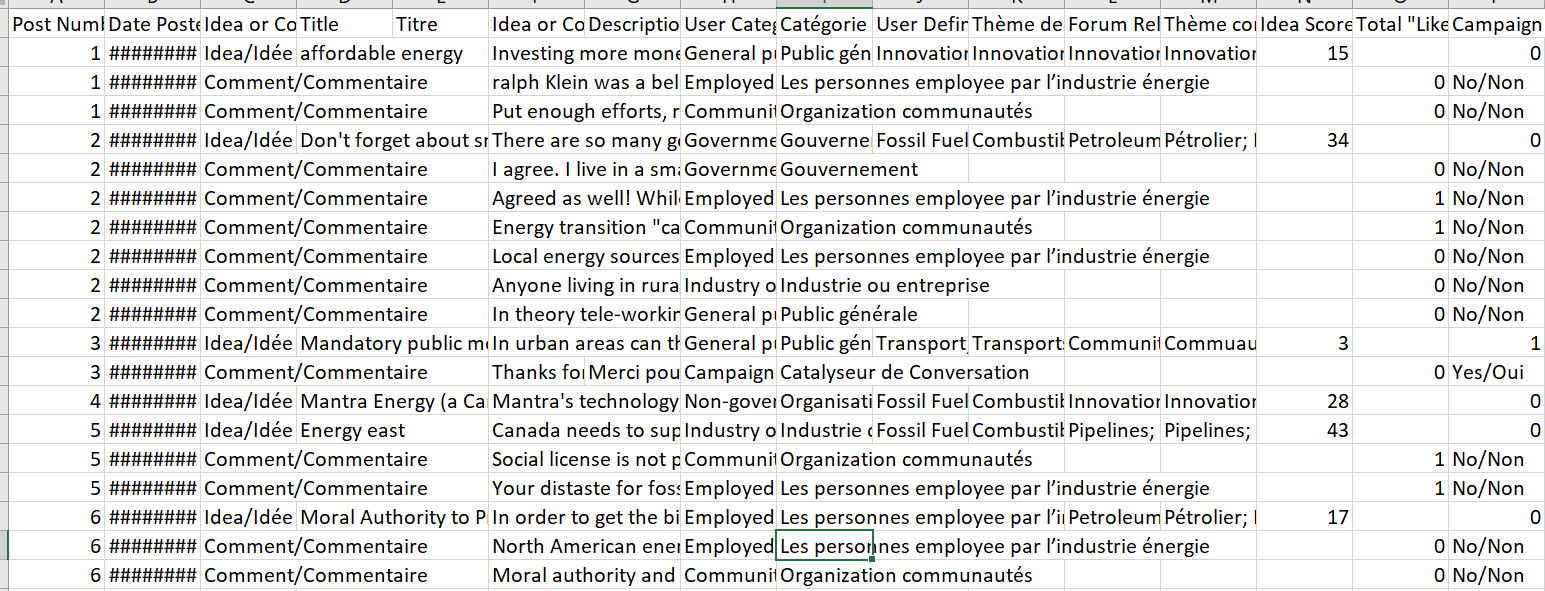 Post Numb Date Poste Idea or Co Title Titre Idea or Co Descriptio User Categ Catégorie User Defin Thème de Forum Rel Thème co Idea Score Total "Like Campaign
1 ######## Idea/Idée affordable energy Investing more mone General p Public gén Innovation Innovation Innovation Innovation 15 0
1 ######## Comment/Commentaire ralph Klein was a bel Employed Les personnes employee par l’industrie énergie 0 No/Non
1 ######## Comment/Commentaire Put enough efforts, r Communit Organization communautés 0 No/Non
2 ######## Idea/Idée Don't forget about sr There are so many g Governme Gouverne Fossil Fuel Combustib Petroleum Pétrolier; 34 0
2 ######## Comment/Commentaire I agree. I live in a sma Governme Gouvernement 0 No/Non
2 ######## Comment/Commentaire Agreed as well! While Employed Les personnes employee par l’industrie énergie 1 No/Non
2 ######## Comment/Commentaire Energy transition "ca Communit Organization communautés 1 No/Non
2 ######## Comment/Commentaire Local energy sources Employed Les personnes employee par l’industrie énergie 0 No/Non
2 ######## Comment/Commentaire Anyone living in rura Industry o Industrie ou entreprise 0 No/Non
2 ######## Comment/Commentaire In theory tele-workin General p Public générale 0 No/Non
3 ######## Idea/Idée Mandatory public mo In urban areas can th General p Public gén Transport Transports Communit Commuau 3 1
3 ######## Comment/Commentaire Thanks for Merci pou Campaign Catalyseur de Conversation 0 Yes/Oui
4 ######## Idea/Idée Mantra Energy (a Ca Mantra's technology Non-gover Organisati Fossil Fuel Combustib Innovation Innovation 28 0
5 ######## Idea/Idée Energy east Canada needs to sup Industry o Industrie o Fossil Fuel Combustib Pipelines; Pipelines; 43 0
5 ######## Comment/Commentaire Social license is not p Communit Organization communautés 1 No/Non
5 ######## Comment/Commentaire Your distaste for foss Employed Les personnes employee par l’industrie énergie 1 No/Non
6 ######## Idea/Idée Moral Authority to P In order to get the bi Employed Les personnes employee par l’i Petroleum Pétrolier; 17 0
6 ######## Comment/Commentaire North American ener Employed Les personnes employee par l’industrie énergie 0 No/Non
6 ######## Comment/Commentaire Moral authority and Communit Organization communautés 0 No/Non